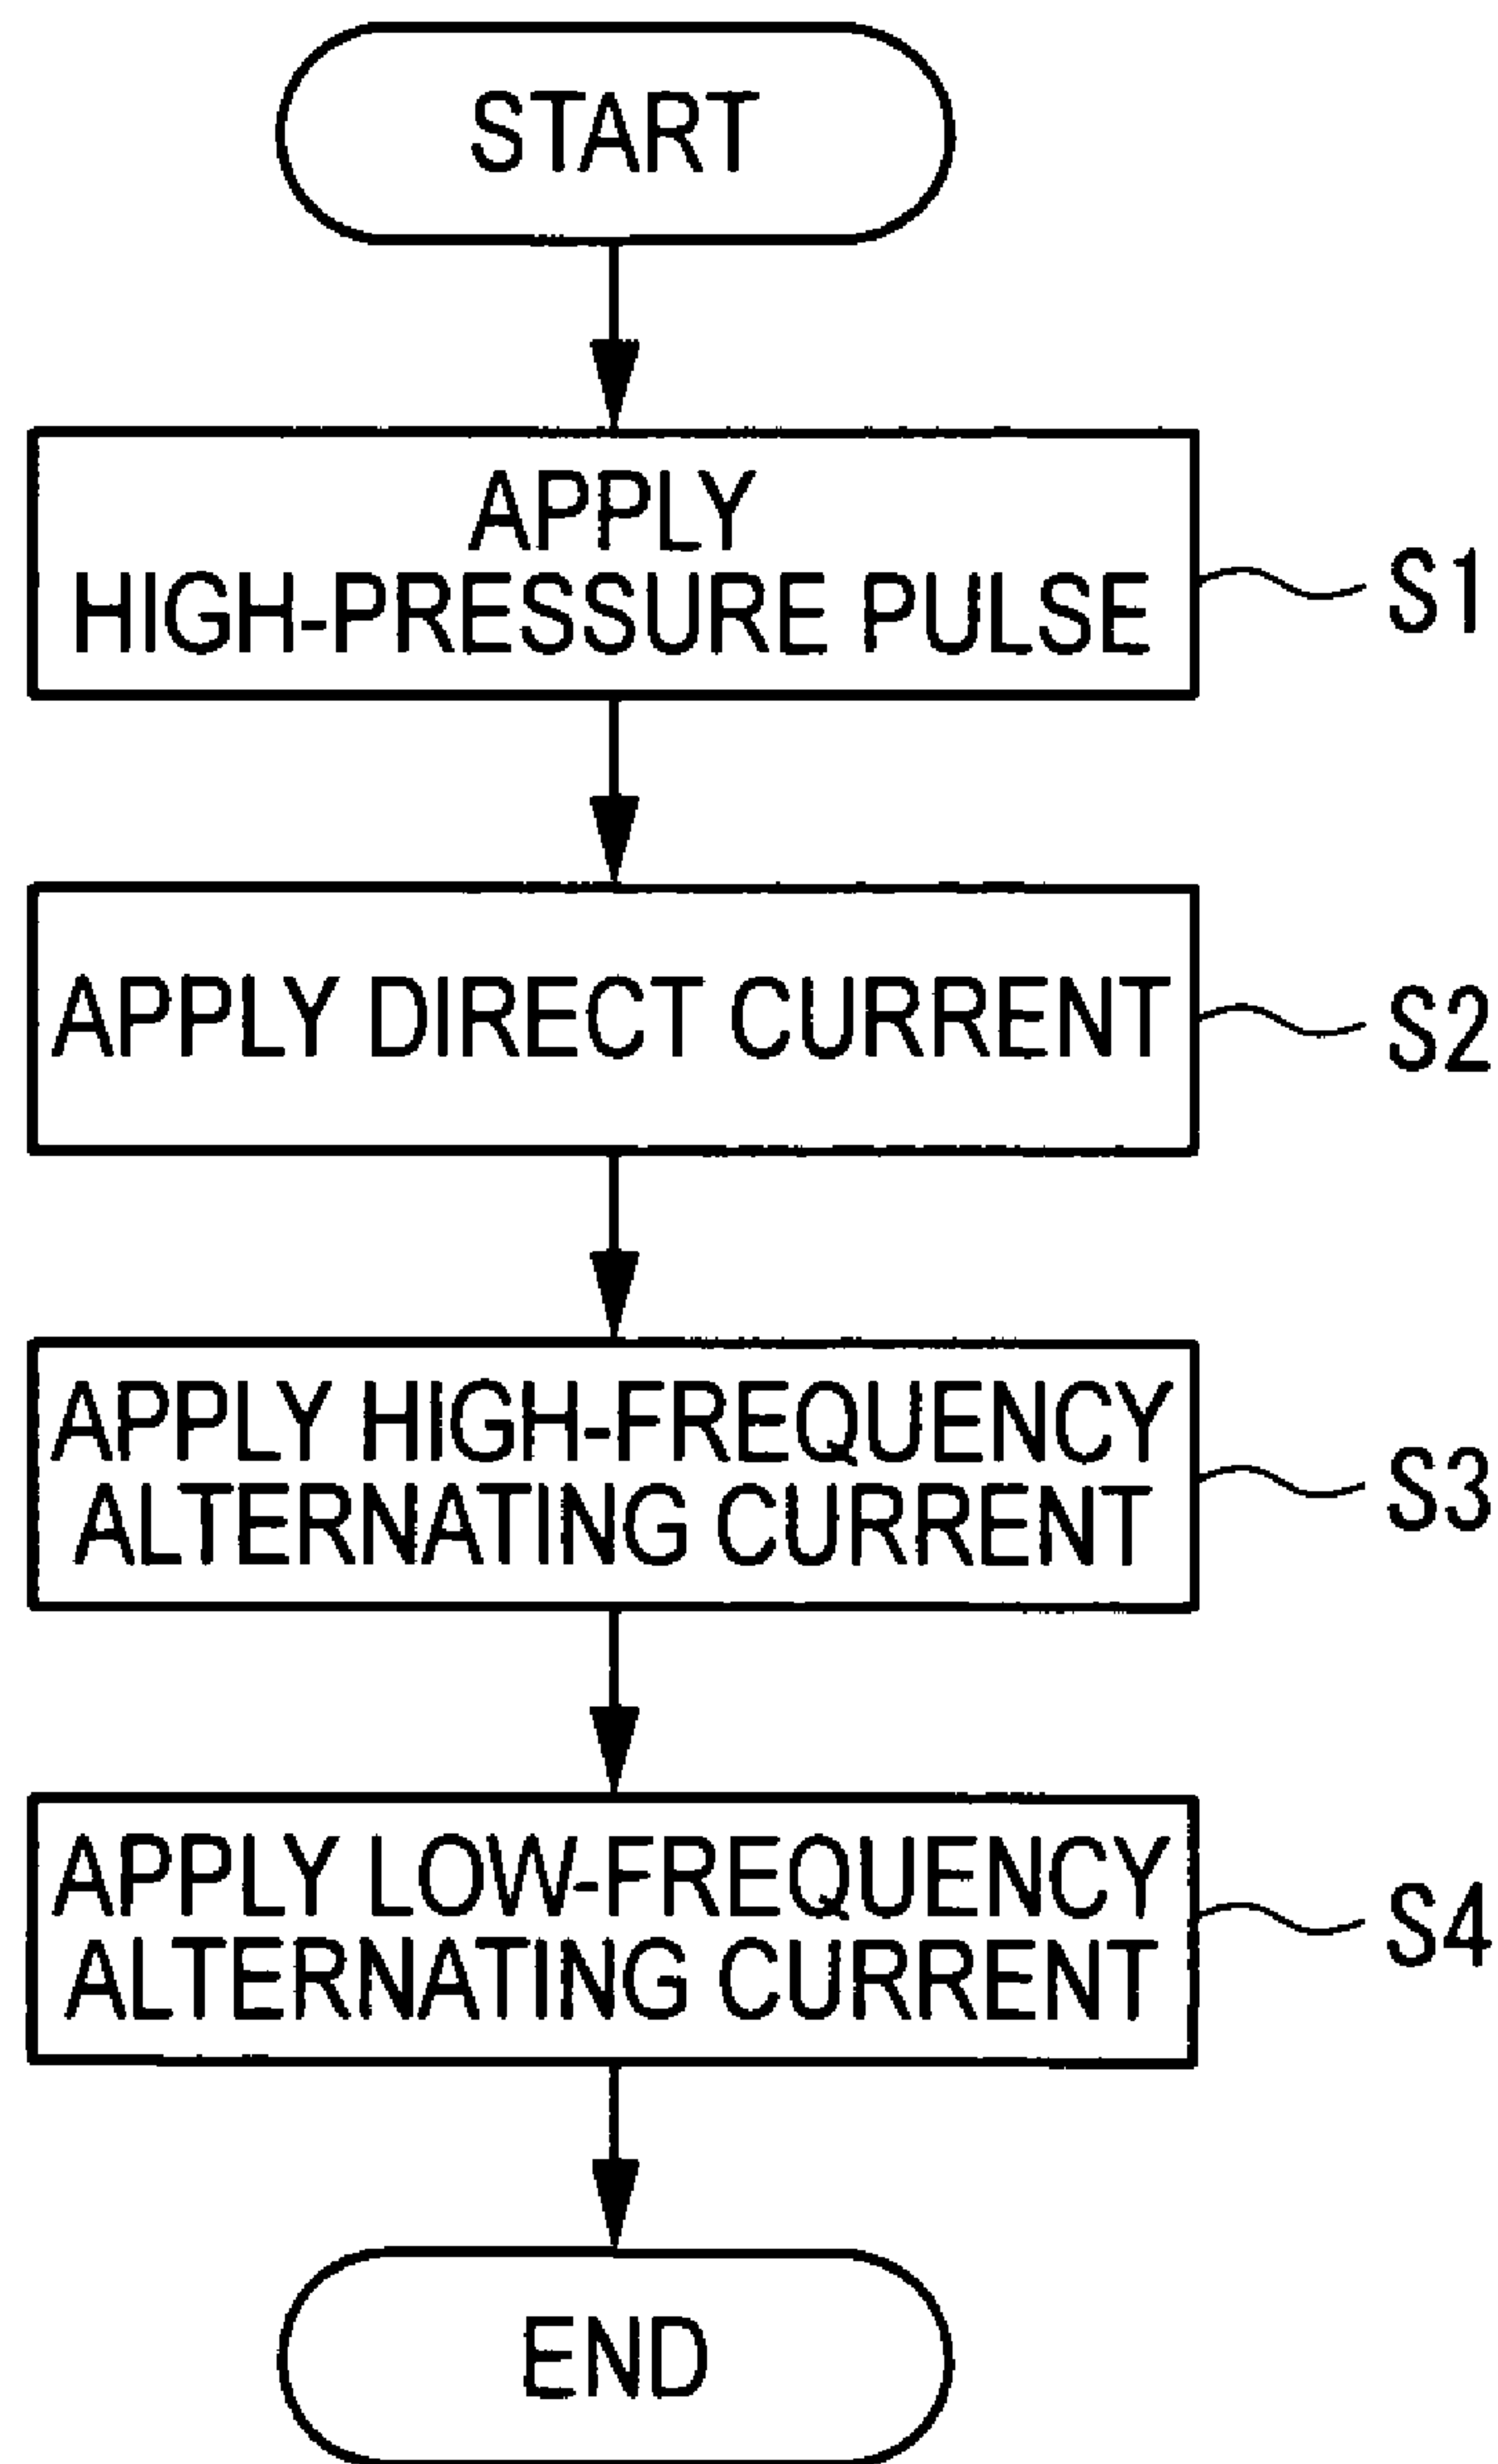 START
APPLY
HIGH-PRESSURE PULSE
S1
APPLY DIRECT CURRENT
S2
APPLY HIGH-FREQUENCY
ALTERNATING CURRENT
S3
APPLY LOW-FREQUENCY
ALTERNATING CURRENT
S4
END